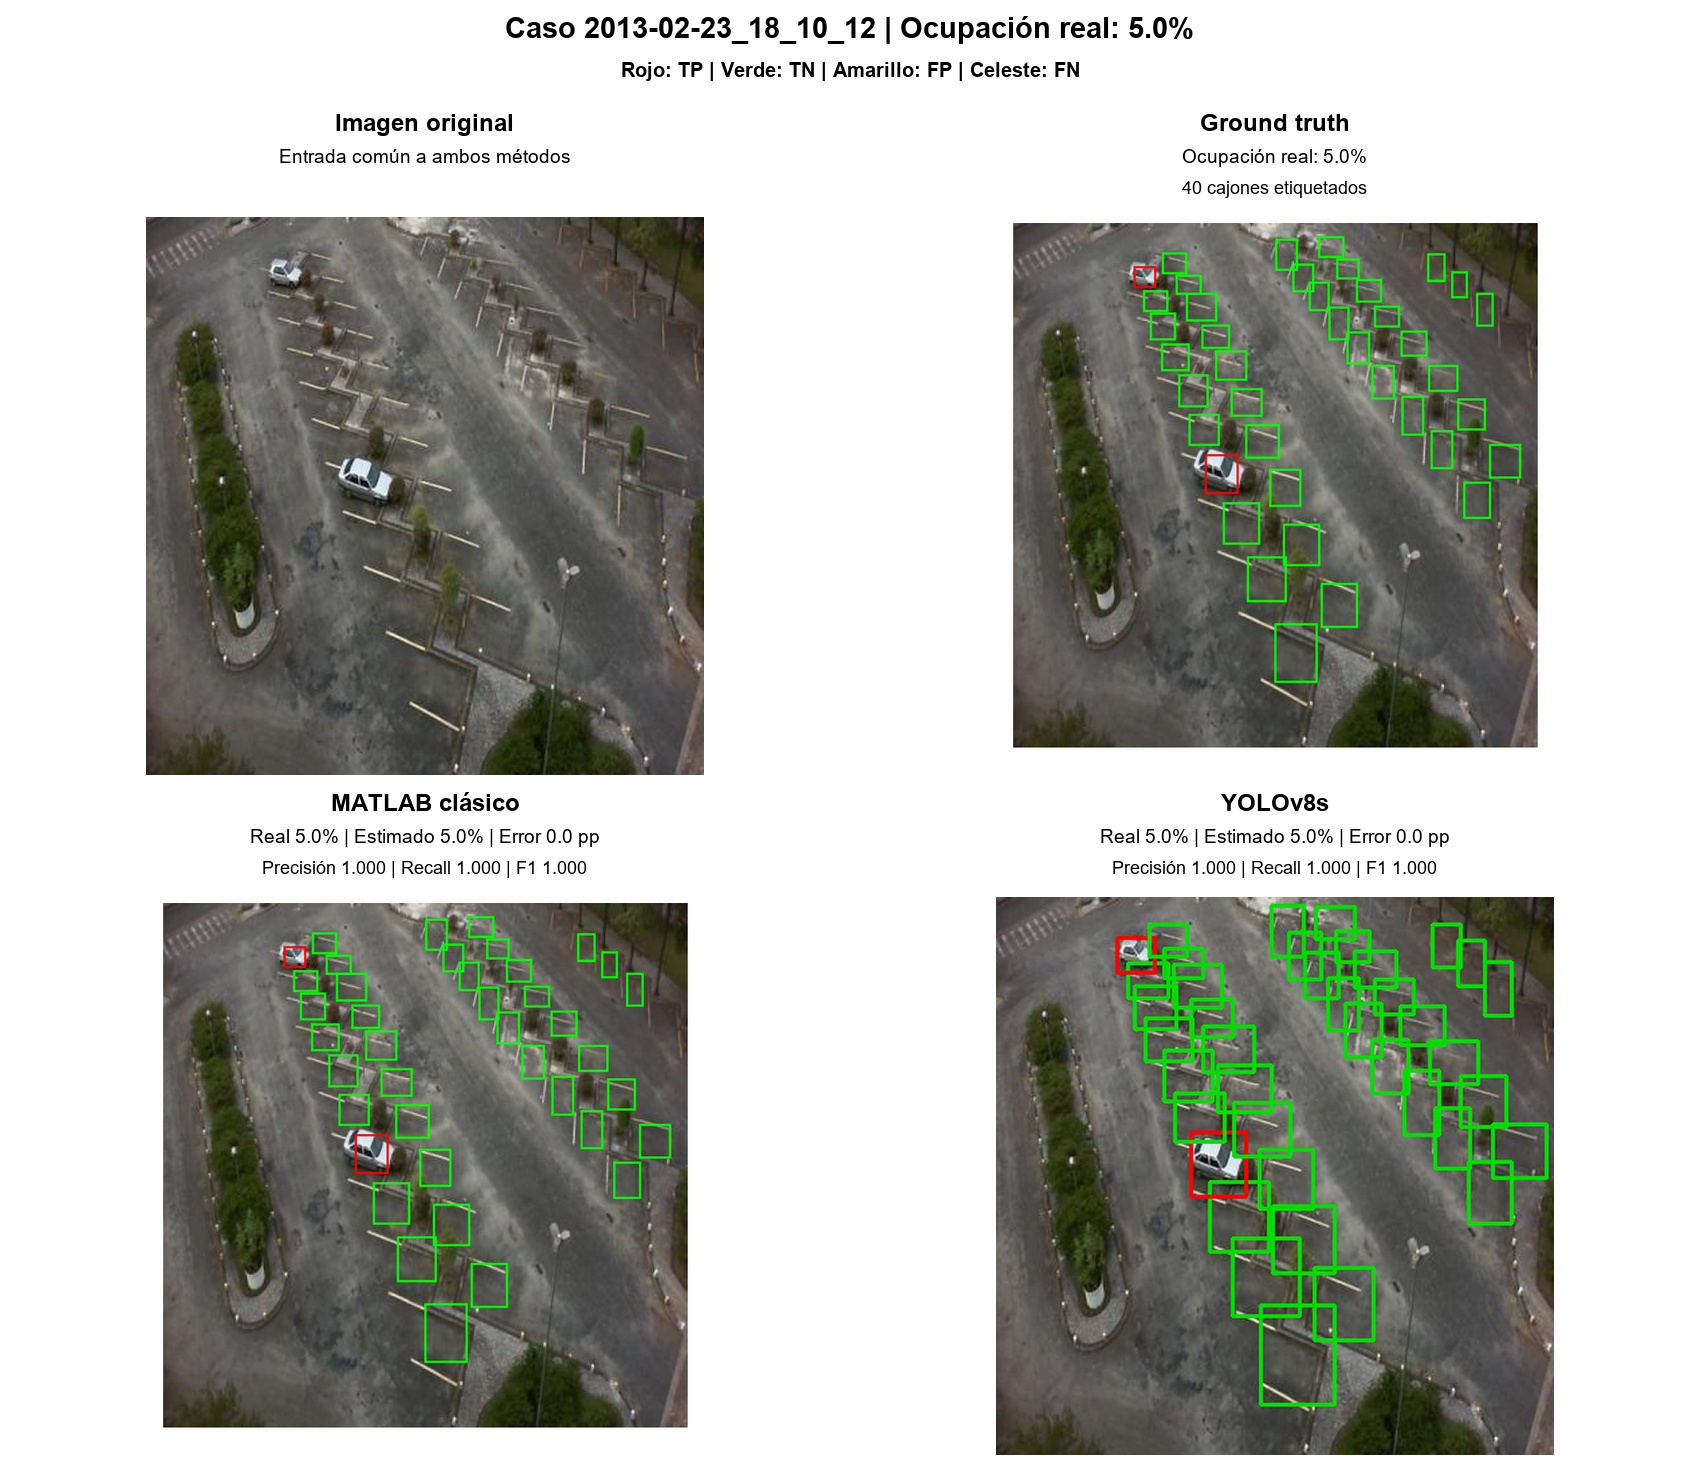 Caso 2013-02-23_18_10_12 | Ocupación real: 5.0%
Rojo: TP | Verde: TN | Amarillo: FP | Celeste: FN
Imagen original
Entrada común a ambos métodos
Ground truth
Ocupación real: 5.0%
40 cajones etiquetados
MATLAB clásico
Real 5.0% | Estimado 5.0% | Error 0.0 pp
Precisión 1.000 | Recall 1.000 | F1 1.000
YOLOv8s
Real 5.0% | Estimado 5.0% | Error 0.0 pp
Precisión 1.000 | Recall 1.000 | F1 1.000